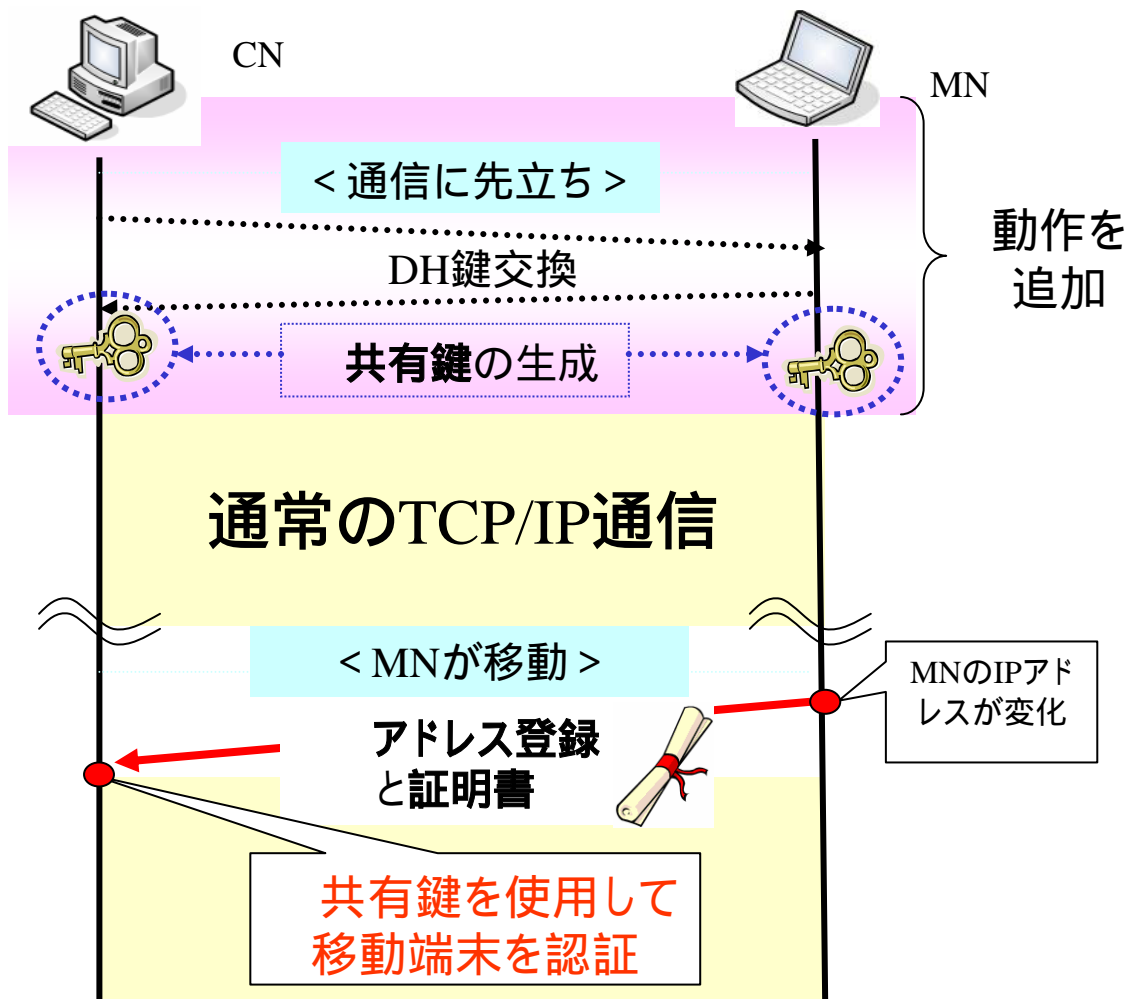 CN
MN
<通信に先立ち>
DH鍵交換
動作を
追加
共有鍵の生成
通常のTCP/IP通信
<MNが移動>
MNのIPアド
レスが変化
アドレス登録
と証明書
共有鍵を使用して
移動端末を認証